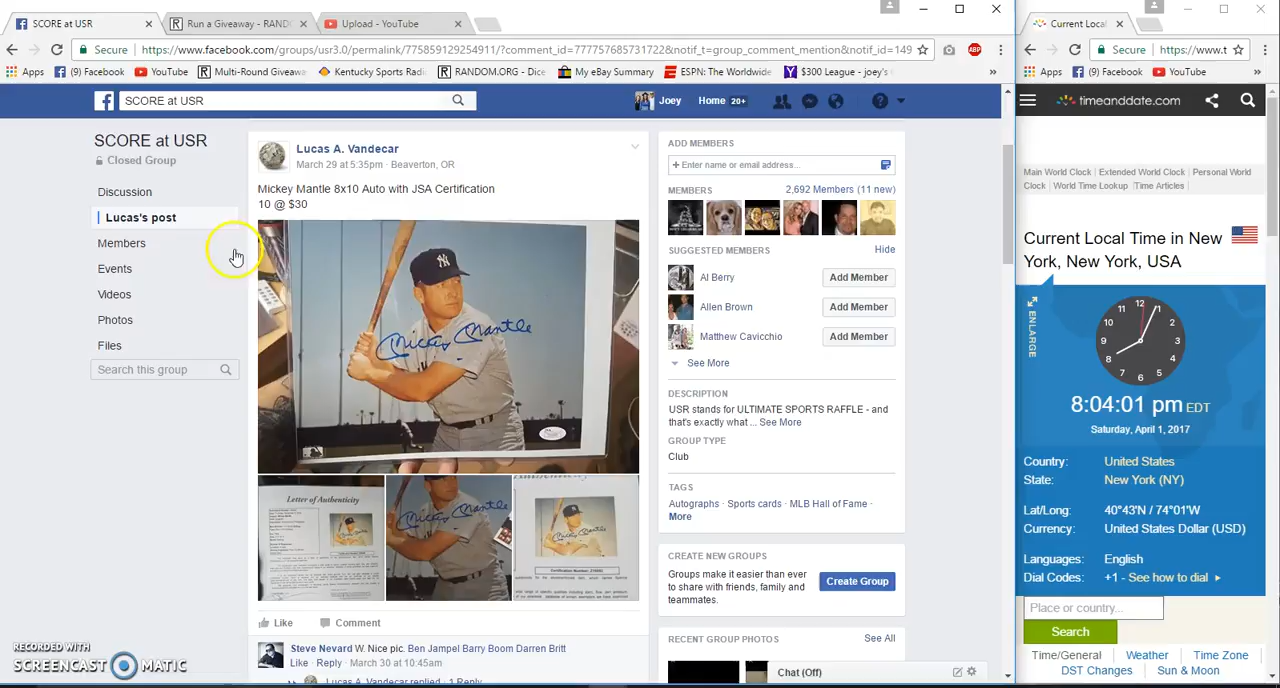 SCORE at USR
Run a Giveaway - RANDO
Upload - YouTube
Current Local
Secure
https://www.facebook.com/groups/usr3.0/permalink/775859129254911/?comment_id=777757685731722&notif_t=group_comment_mention&notif_id=149
Secure
https://www.t
Apps
(9) Facebook
YouTube
Multi-Round Giveawa
Kentucky Sports Radi
RANDOM.ORG - Dice
My eBay Summary
ESPN: The Worldwide
$300 League - joey's
»
Apps
(9) Facebook
YouTube
SCORE at USR
Joey
Home 20+
timeanddate.com
SCORE at USR
Closed Group
Discussion
Lucas's post
Members
Events
Videos
Photos
Files
Search this group
Lucas A. Vandecar
March 29 at 5:35pm · Beaverton, OR
Mickey Mantle 8x10 Auto with JSA Certification
10 @ $30
Mickey Mantle
Letter of Authenticity
Like
Comment
Steve Nevard W. Nice pic. Ben Jampel Barry Boom Darren Britt
Like · Reply · March 30 at 10:45am
Lucas A. Vandecar replied · 1 Reply
ADD MEMBERS
+ Enter name or email address...
MEMBERS
2,692 Members (11 new)
SUGGESTED MEMBERS
Hide
Al Berry
Add Member
Allen Brown
Add Member
Matthew Cavicchio
Add Member
See More
DESCRIPTION
USR stands for ULTIMATE SPORTS RAFFLE - and
that's exactly what ... See More
GROUP TYPE
Club
TAGS
Autographs · Sports cards · MLB Hall of Fame ·
More
CREATE NEW GROUPS
Groups make it easier than ever
to share with friends, family and
teammates.
Create Group
RECENT GROUP PHOTOS
See All
Chat (Off)
Main World Clock
Extended World Clock
Personal World
Clock
World Time Lookup
Time Articles
Current Local Time in New
York, New York, USA
ENLARGE
12
1
2
3
4
5
6
7
8
9
10
11
8:04:01 pm EDT
Saturday, April 1, 2017
Country:
United States
State:
New York (NY)
Lat/Long:
40°43'N / 74°01'W
Currency:
United States Dollar (USD)
Languages:
English
Dial Codes:
+1 - See how to dial
Place or country...
Search
Time/General
Weather
Time Zone
DST Changes
Sun & Moon
RECORDED WITH
SCREENCAST MATIC